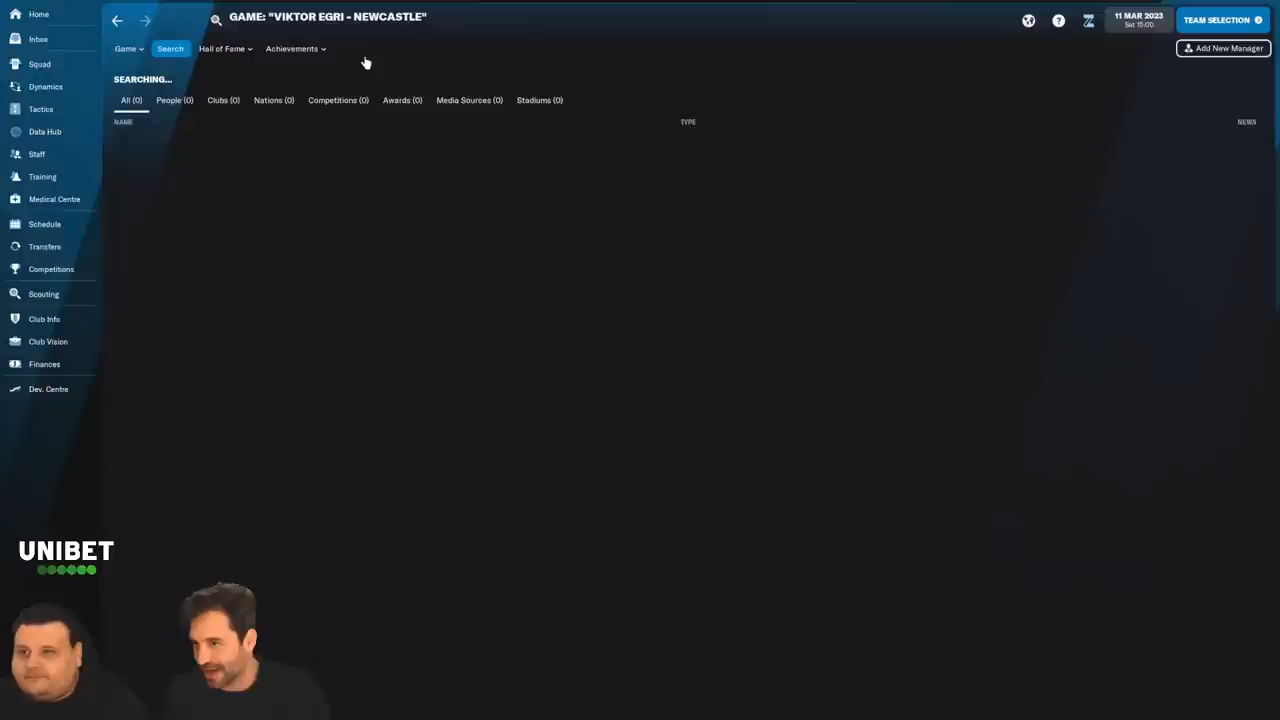 Home
GAME: "VIKTOR EGRI - NEWCASTLE"
11 MAR 2023
Sat 15:00
TEAM SELECTION
Inbox
Game
Search
Hall of Fame
Achievements
Add New Manager
Squad
SEARCHING...
Dynamics
All (0)
People (0)
Clubs (0)
Nations (0)
Competitions (0)
Awards (0)
Media Sources (0)
Stadiums (0)
Tactics
NAME
TYPE
NEWS
Data Hub
Staff
Training
Medical Centre
Schedule
Transfers
Competitions
Scouting
Club Info
Club Vision
Finances
Dev. Centre
UNIBET